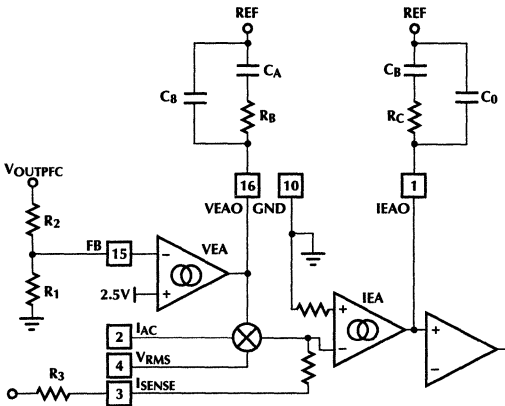 REF
REF
C8
CA
RB
CB
RC
C0
VOUTPFC
16
10
1
VEAO
GND
IEAO
R2
FB
15
VEA
−
+
R1
2.5V
IEA
+
−
+
−
2
IAC
4
VRMS
R3
3
ISENSE